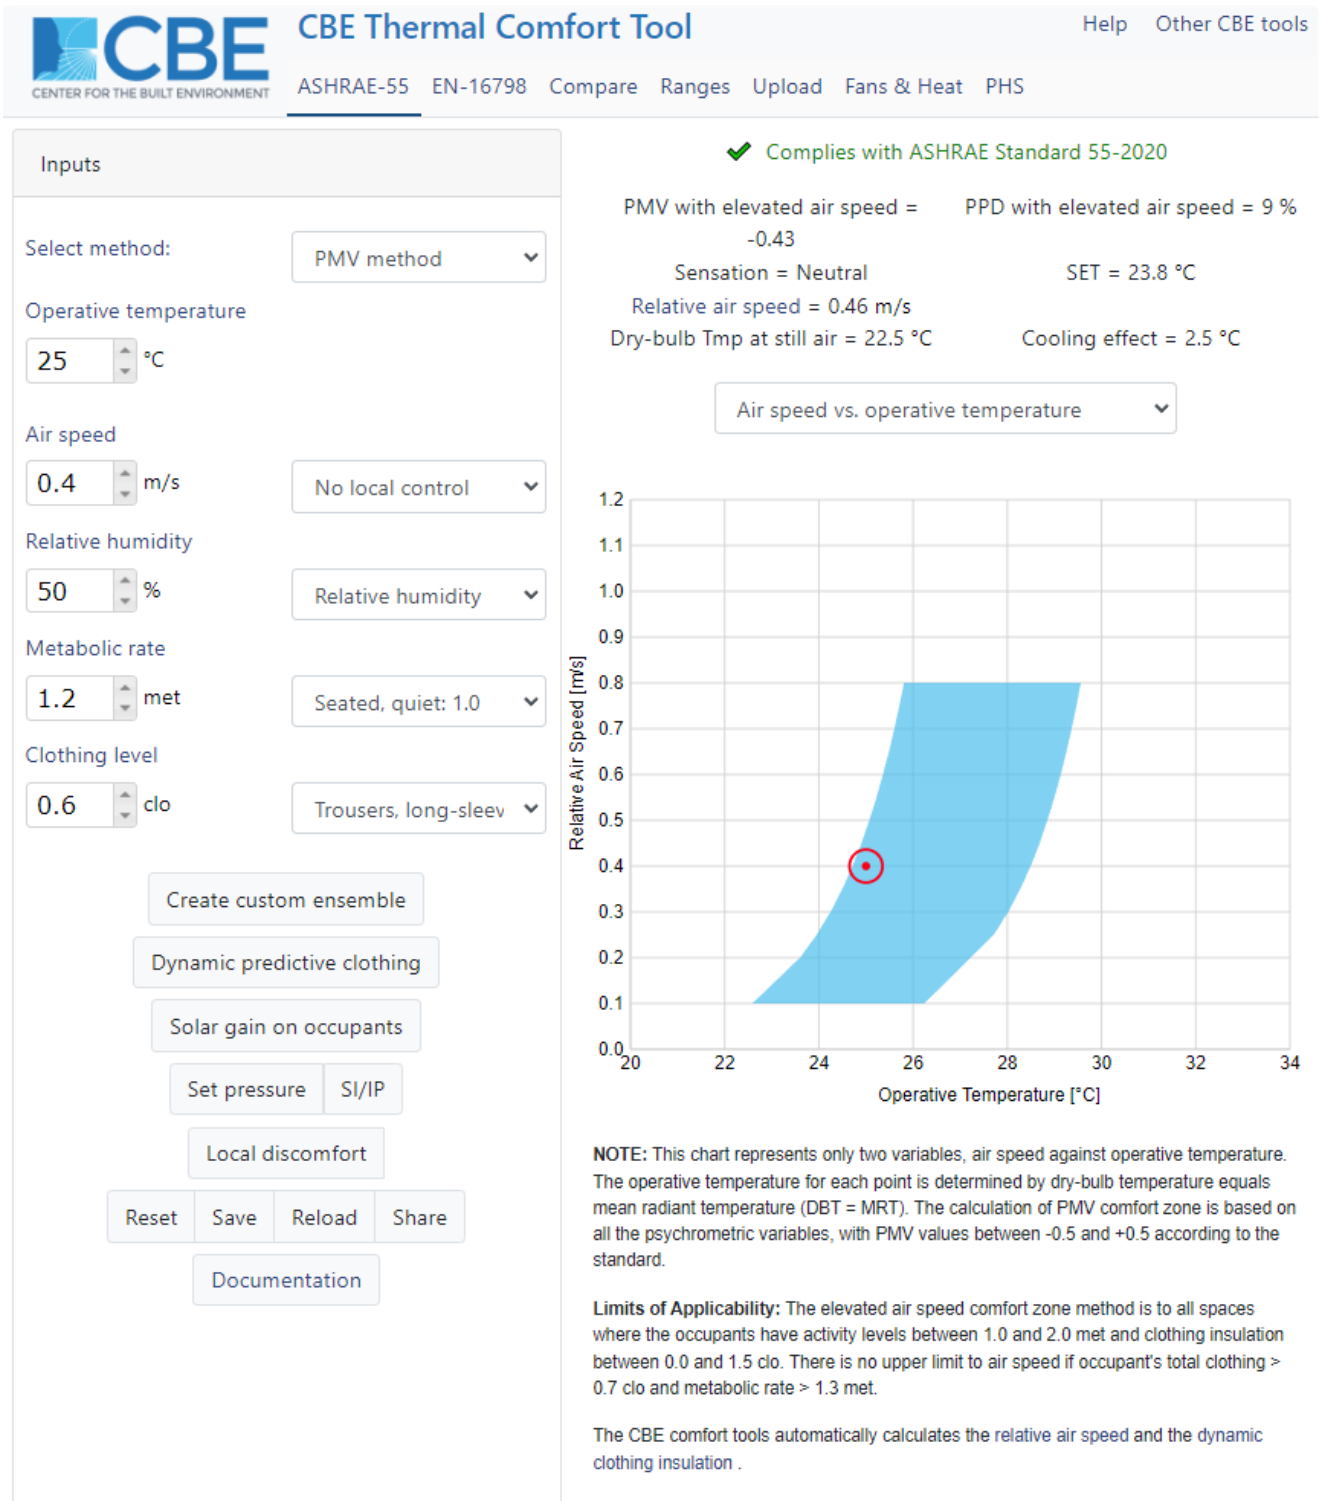 CBE
CENTER FOR THE BUILT ENVIRONMENT
CBE Thermal Comfort Tool
Help Other CBE tools
ASHRAE-55 EN-16798 Compare Ranges Upload Fans & Heat PHS
Inputs
Select method:
PMV method
Operative temperature
25 °C
Air speed
0.4 m/s
No local control
Relative humidity
50 %
Relative humidity
Metabolic rate
1.2 met
Seated, quiet: 1.0
Clothing level
0.6 clo
Trousers, long-sleev
Create custom ensemble
Dynamic predictive clothing
Solar gain on occupants
Set pressure SI/IP
Local discomfort
Reset Save Reload Share
Documentation
Complies with ASHRAE Standard 55-2020
PMV with elevated air speed =
-0.43
PPD with elevated air speed = 9 %
Sensation = Neutral
SET = 23.8 °C
Relative air speed = 0.46 m/s
Dry-bulb Tmp at still air = 22.5 °C
Cooling effect = 2.5 °C
Air speed vs. operative temperature
Relative Air Speed [m/s]
1.2
1.1
1.0
0.9
0.8
0.7
0.6
0.5
0.4
0.3
0.2
0.1
0.0
20 22 24 26 28 30 32 34
Operative Temperature [°C]
NOTE: This chart represents only two variables, air speed against operative temperature.
The operative temperature for each point is determined by dry-bulb temperature equals
mean radiant temperature (DBT = MRT). The calculation of PMV comfort zone is based on
all the psychrometric variables, with PMV values between -0.5 and +0.5 according to the
standard.
Limits of Applicability: The elevated air speed comfort zone method is to all spaces
where the occupants have activity levels between 1.0 and 2.0 met and clothing insulation
between 0.0 and 1.5 clo. There is no upper limit to air speed if occupant's total clothing >
0.7 clo and metabolic rate > 1.3 met.
The CBE comfort tools automatically calculates the relative air speed and the dynamic
clothing insulation .